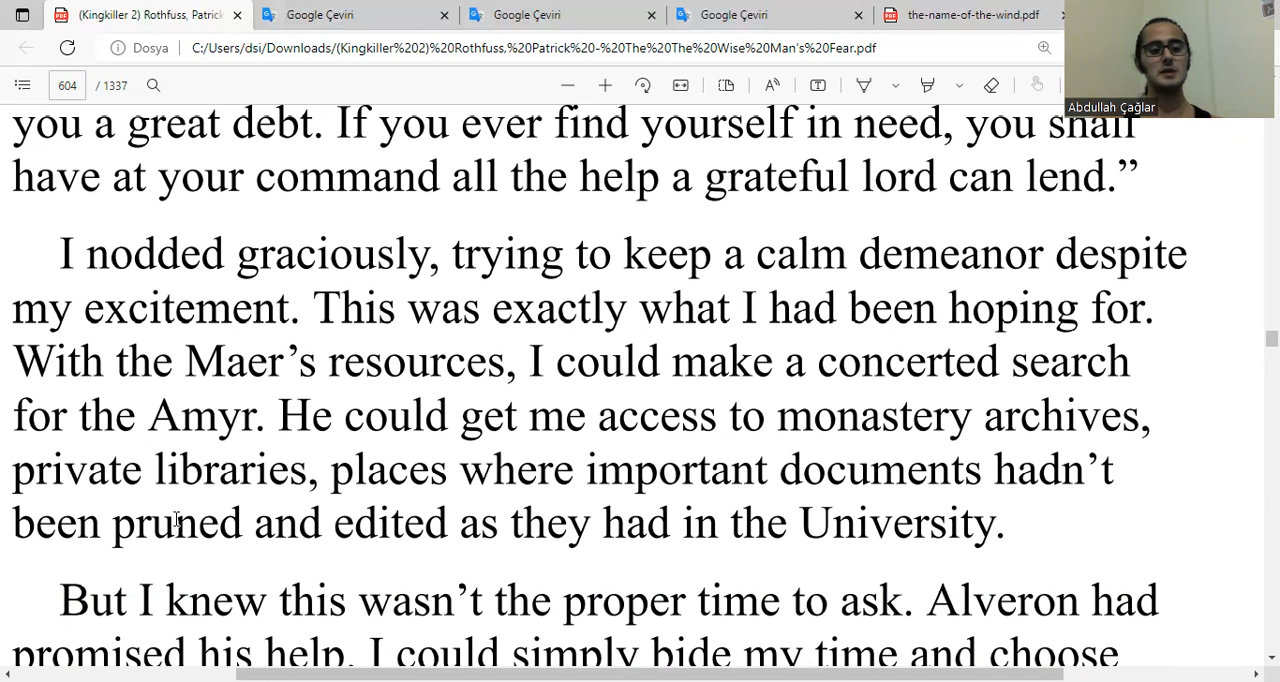 (Kingkiller 2) Rothfuss, Patrick
Google Çeviri
Google Çeviri
Google Çeviri
the-name-of-the-wind.pdf
Dosya
C:/Users/dsi/Downloads/(Kingkiller%202)%20Rothfuss,%20Patrick%20-%20The%20The%20Wise%20Man's%20Fear.pdf
604 / 1337
Abdullah Çağlar
you a great debt. If you ever find yourself in need, you shall
have at your command all the help a grateful lord can lend.”
I nodded graciously, trying to keep a calm demeanor despite
my excitement. This was exactly what I had been hoping for.
With the Maer’s resources, I could make a concerted search
for the Amyr. He could get me access to monastery archives,
private libraries, places where important documents hadn’t
been pruned and edited as they had in the University.
But I knew this wasn’t the proper time to ask. Alveron had
promised his help. I could simply bide my time and choose